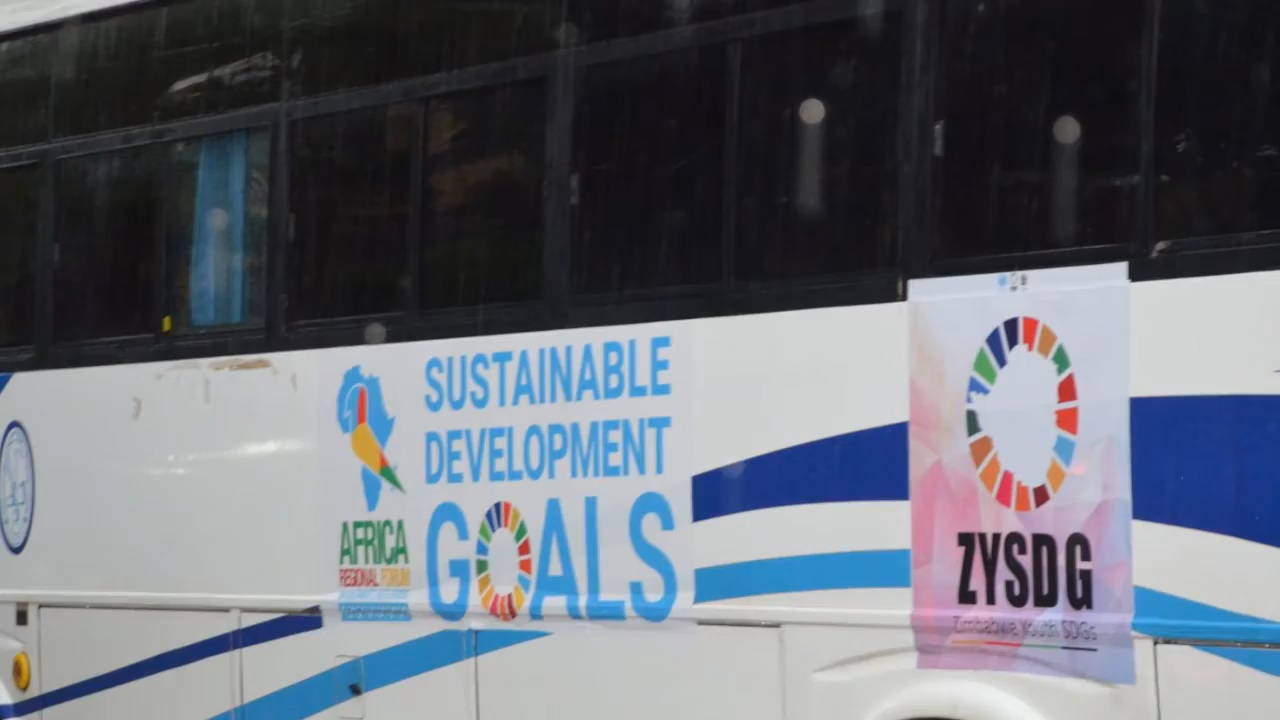 SUSTAINABLE
DEVELOPMENT
GOALS
AFRICA
REGIONAL FORUM
ZYSDG
Zimbabwe Youth SDGs